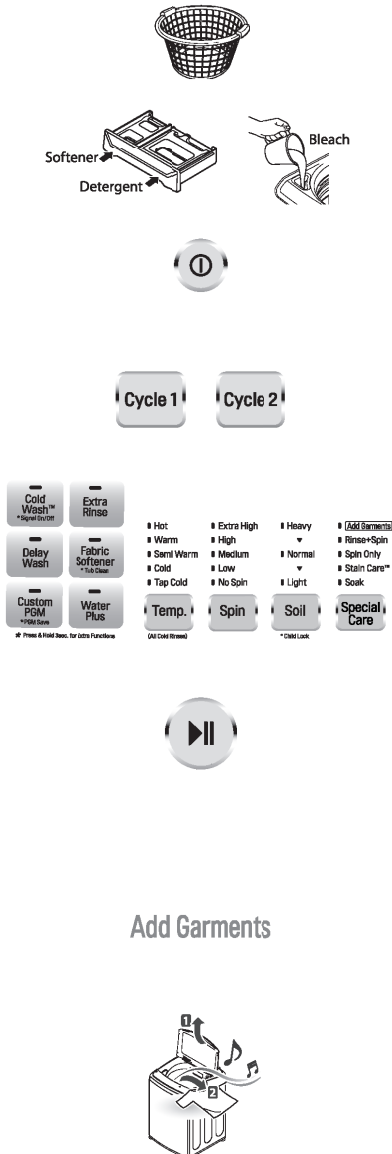 Softener
Detergent
Bleach
Cycle 1
Cycle 2
Cold Wash™
*Signal On/Off
Extra Rinse
Delay Wash
Fabric Softener
*Tub Clean
Custom PGM
*PGM Save
Water Plus
* Press & Hold 3sec. for Extra Functions
Hot
Warm
Semi Warm
Cold
Tap Cold
Temp.
(All Cold Rinses)
Extra High
High
Medium
Low
No Spin
Spin
Heavy
Normal
Light
Soil
*Child Lock
Add Garments
Rinse+Spin
Spin Only
Stain Care™
Soak
Special Care
Add Garments
1
2